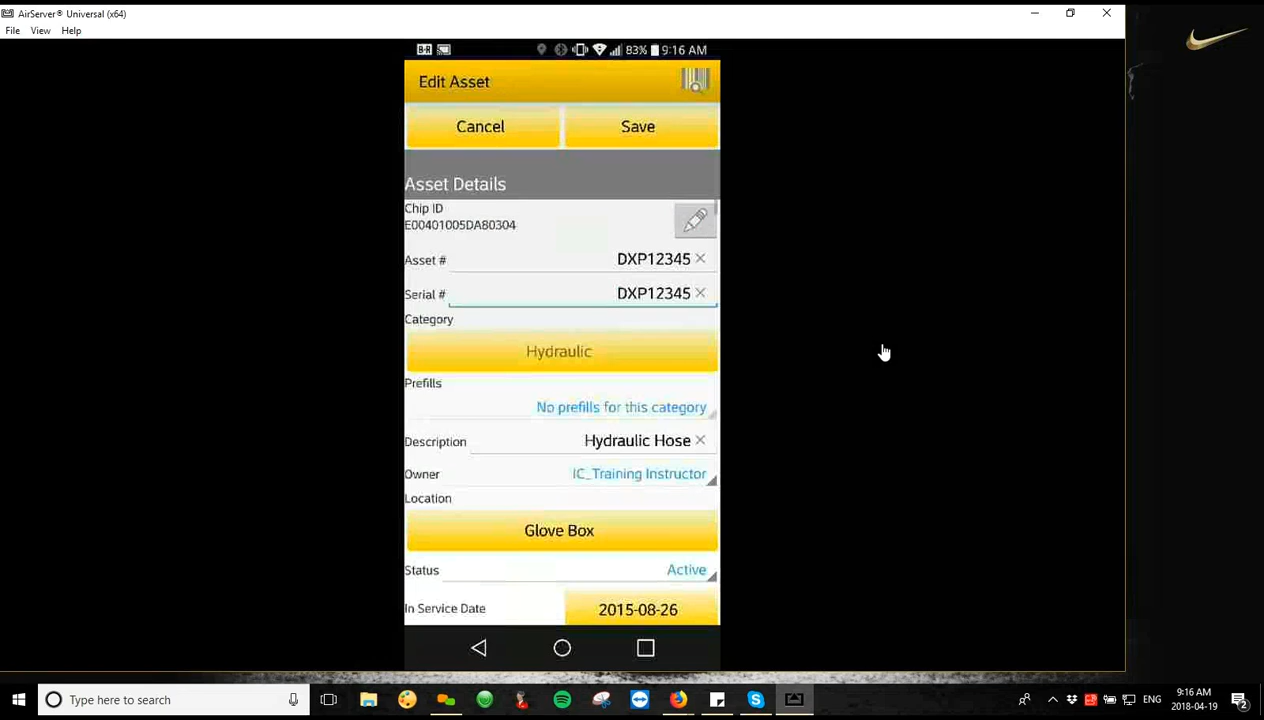 AirServer® Universal (x64)
File View Help
83% 9:16 AM
Edit Asset
Cancel Save
Asset Details
Chip ID
E00401005DA80304
Asset # DXP12345
Serial # DXP12345
Category
Hydraulic
Prefills
No prefills for this category
Description Hydraulic Hose
Owner IC_Training Instructor
Location
Glove Box
Status Active
In Service Date 2015-08-26
Type here to search
ENG
9:16 AM
2018-04-19
2